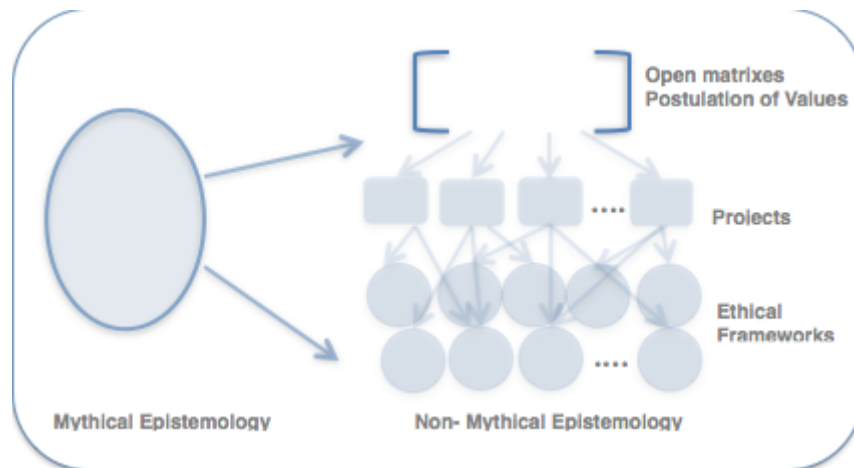 Open matrixes
Postulation of Values
....
Projects
Ethical
Frameworks
....
Mythical Epistemology
Non- Mythical Epistemology